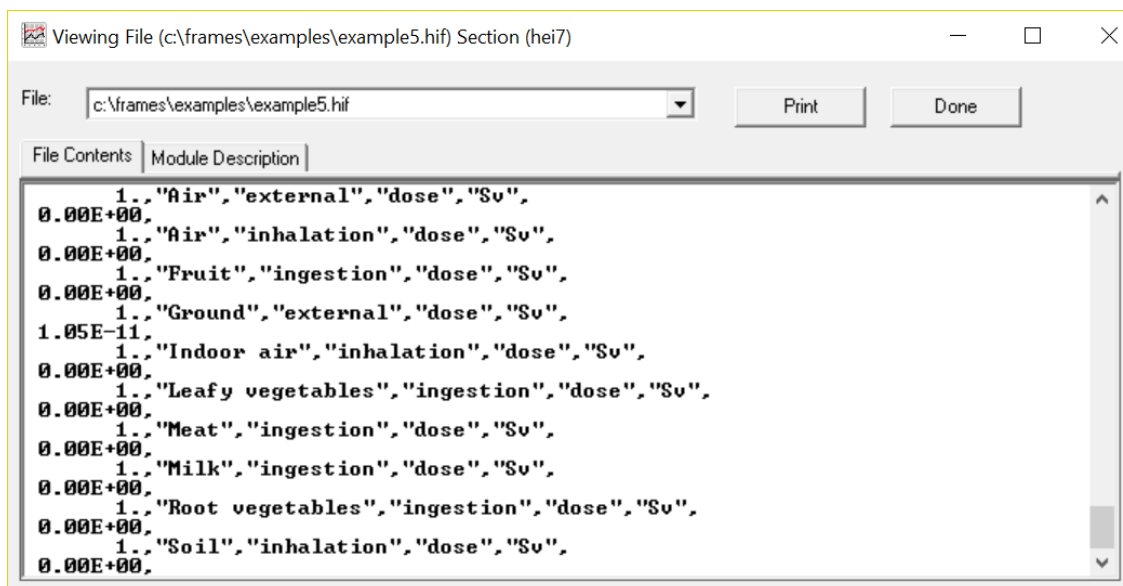 Viewing File (c:\frames\examples\example5.hif) Section (hei7)
File: c:\frames\examples\example5.hif Print Done
File Contents Module Description
1.,"Air","external","dose","Sv",
0.00E+00,
1.,"Air","inhalation","dose","Sv",
0.00E+00,
1.,"Fruit","ingestion","dose","Sv",
0.00E+00,
1.,"Ground","external","dose","Sv",
1.05E-11,
1.,"Indoor air","inhalation","dose","Sv",
0.00E+00,
1.,"Leafy vegetables","ingestion","dose","Sv",
0.00E+00,
1.,"Meat","ingestion","dose","Sv",
0.00E+00,
1.,"Milk","ingestion","dose","Sv",
0.00E+00,
1.,"Root vegetables","ingestion","dose","Sv",
0.00E+00,
1.,"Soil","inhalation","dose","Sv",
0.00E+00,